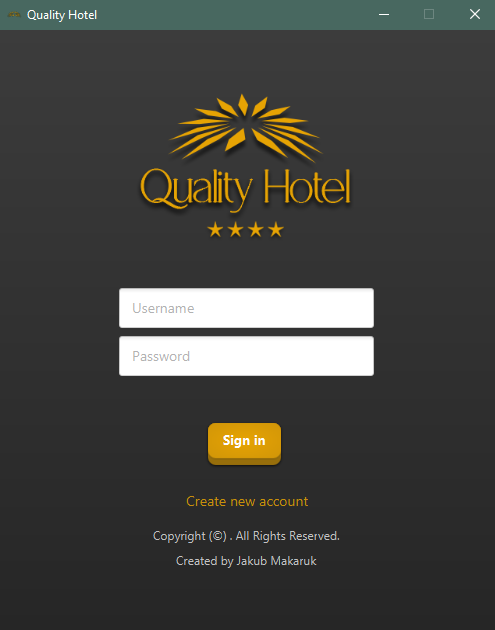 Quality Hotel
Quality Hotel
Username
Password
Sign in
Create new account
Copyright (©) . All Rights Reserved.
Created by Jakub Makaruk